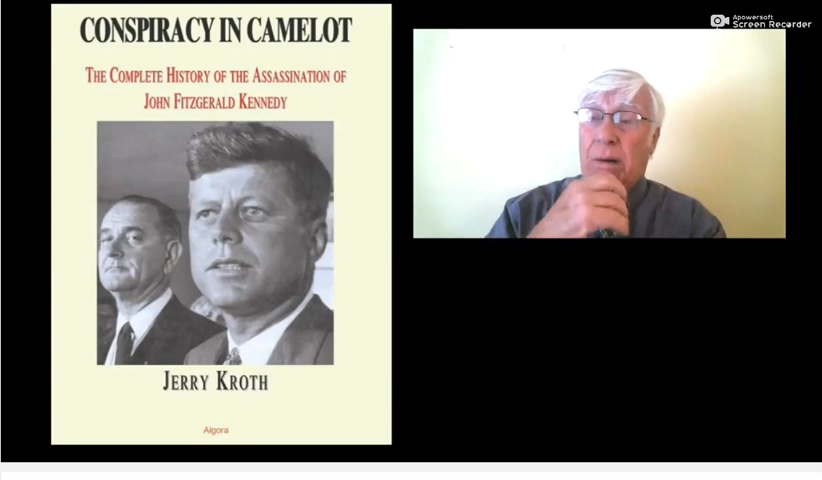 CONSPIRACY IN CAMELOT
THE COMPLETE HISTORY OF THE ASSASSINATION OF
JOHN FITZGERALD KENNEDY
JERRY KROTH
Algora
Apowersoft
Screen Recorder